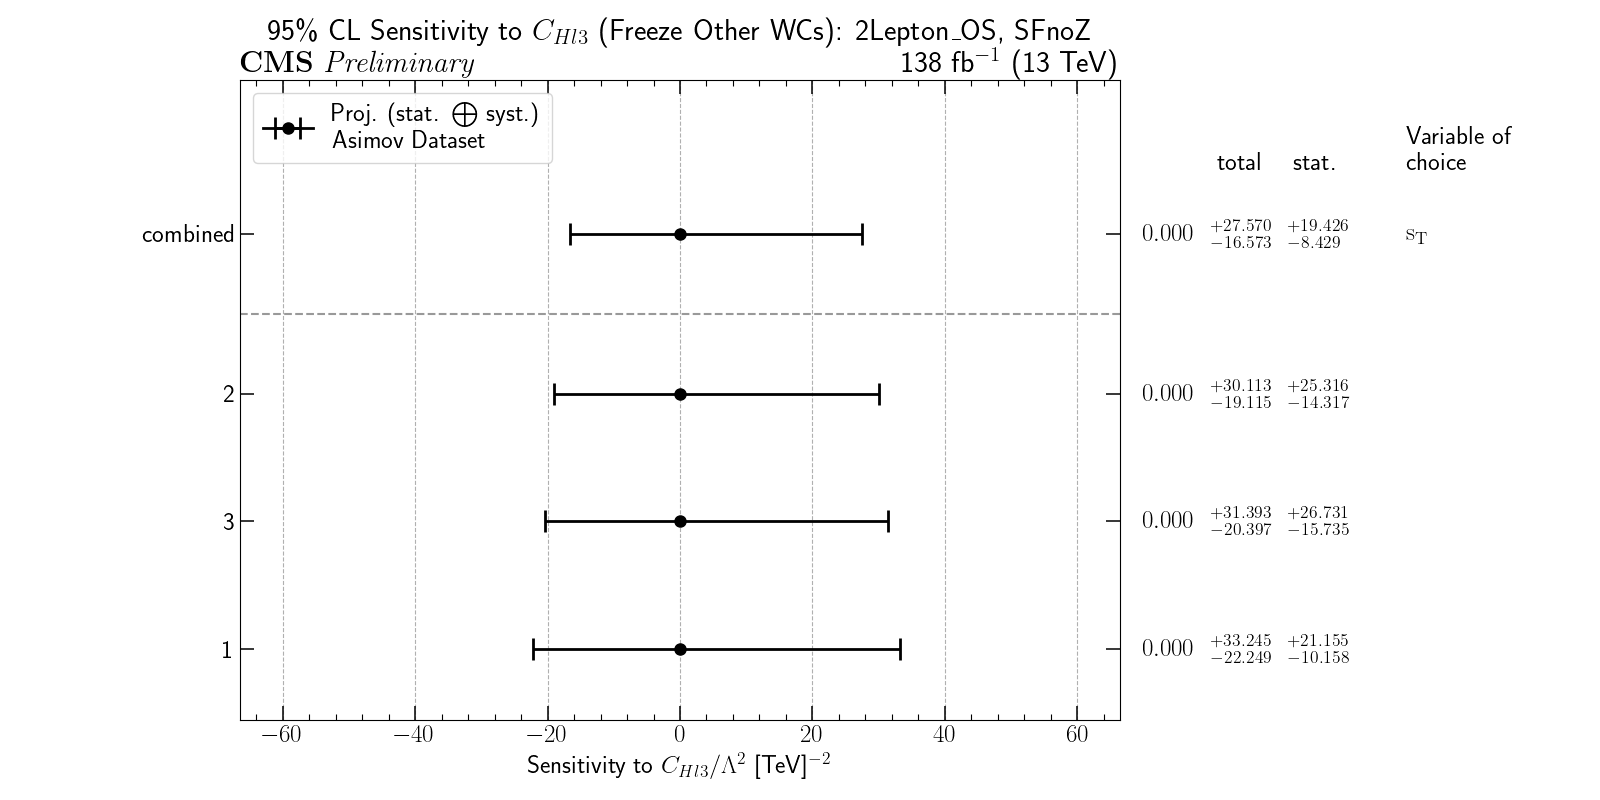 95% CL Sensitivity to C_{Hl3} (Freeze Other WCs): 2Lepton_OS, SFnoZ
CMS Preliminary 138 fb⁻¹ (13 TeV)
Proj. (stat. ⨁ syst.)
Asimov Dataset
Variable of
total stat. choice
combined 0.000 +27.570 +19.426 s_T
−16.573 −8.429
2 0.000 +30.113 +25.316
−19.115 −14.317
3 0.000 +31.393 +26.731
−20.397 −15.735
1 0.000 +33.245 +21.155
−22.249 −10.158
−60 −40 −20 0 20 40 60
Sensitivity to C_{Hl3}/Λ² [TeV]⁻²